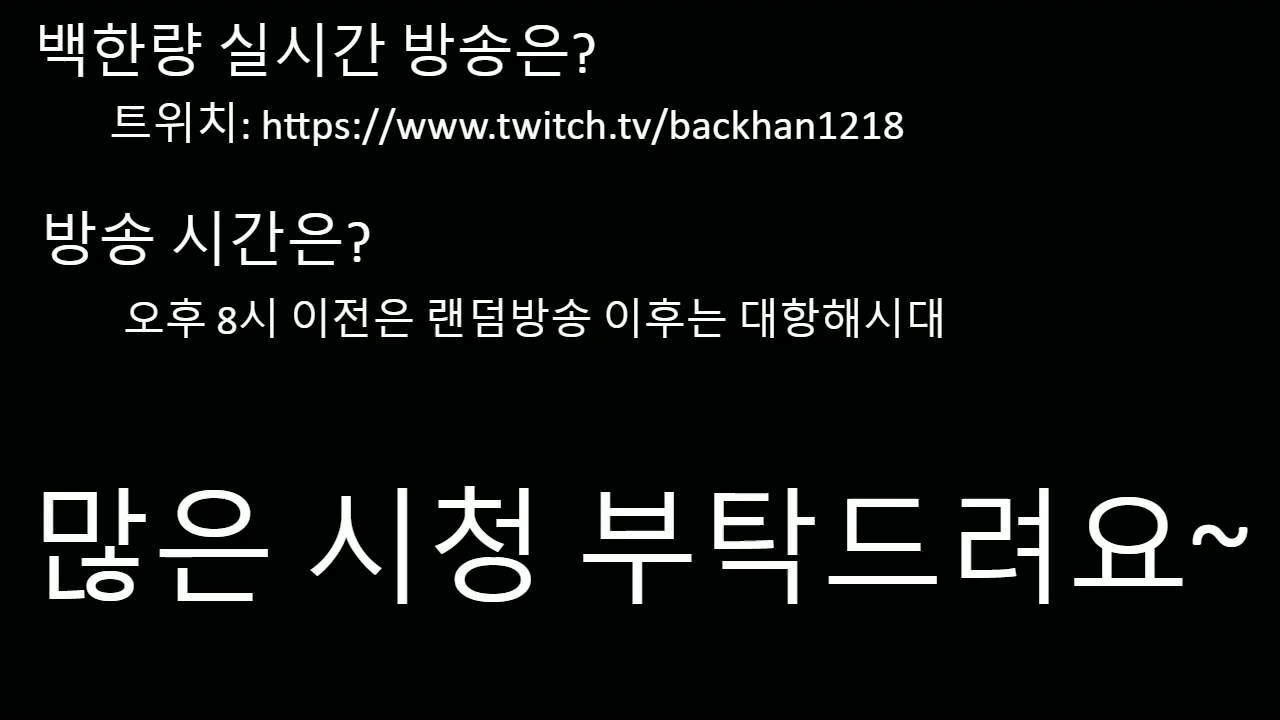 백한량 실시간 방송은?
트위치: https://www.twitch.tv/backhan1218
방송 시간은?
오후 8시 이전은 랜덤방송 이후는 대항해시대
많은 시청 부탁드려요~